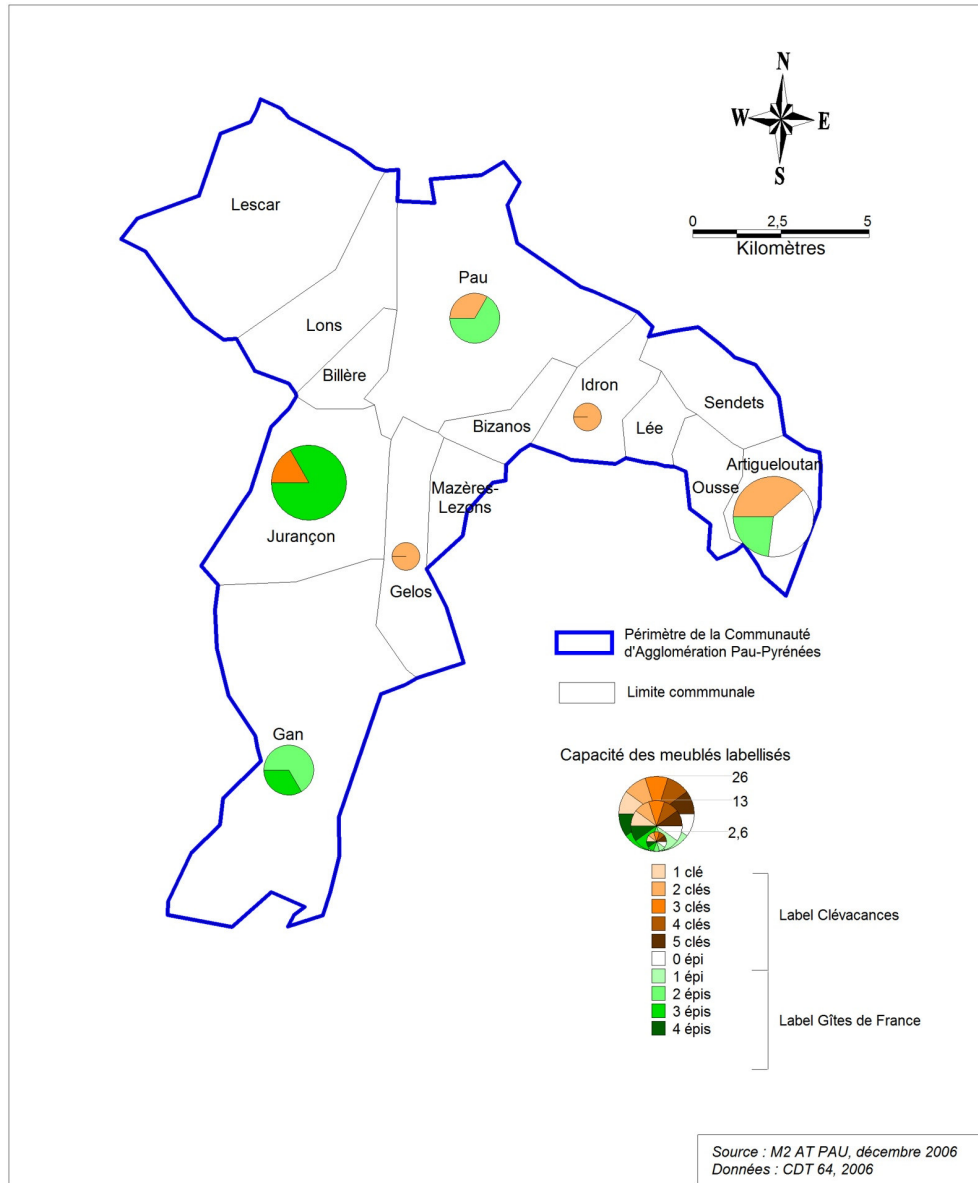 N
W E
S
0 2,5 5
Kilomètres
Lescar
Pau
Lons
Billère
Idron
Sendets
Bizanos
Lée
Artigueloutan
Ousse
Mazères-
Lezons
Jurançon
Gelos
Gan
Périmètre de la Communauté
d'Agglomération Pau-Pyrénées
Limite commmunale
Capacité des meublés labellisés
26
13
2,6
1 clé
2 clés
3 clés
4 clés
5 clés
0 épi
1 épi
2 épis
3 épis
4 épis
Label Clévacances
Label Gîtes de France
Source : M2 AT PAU, décembre 2006
Données : CDT 64, 2006